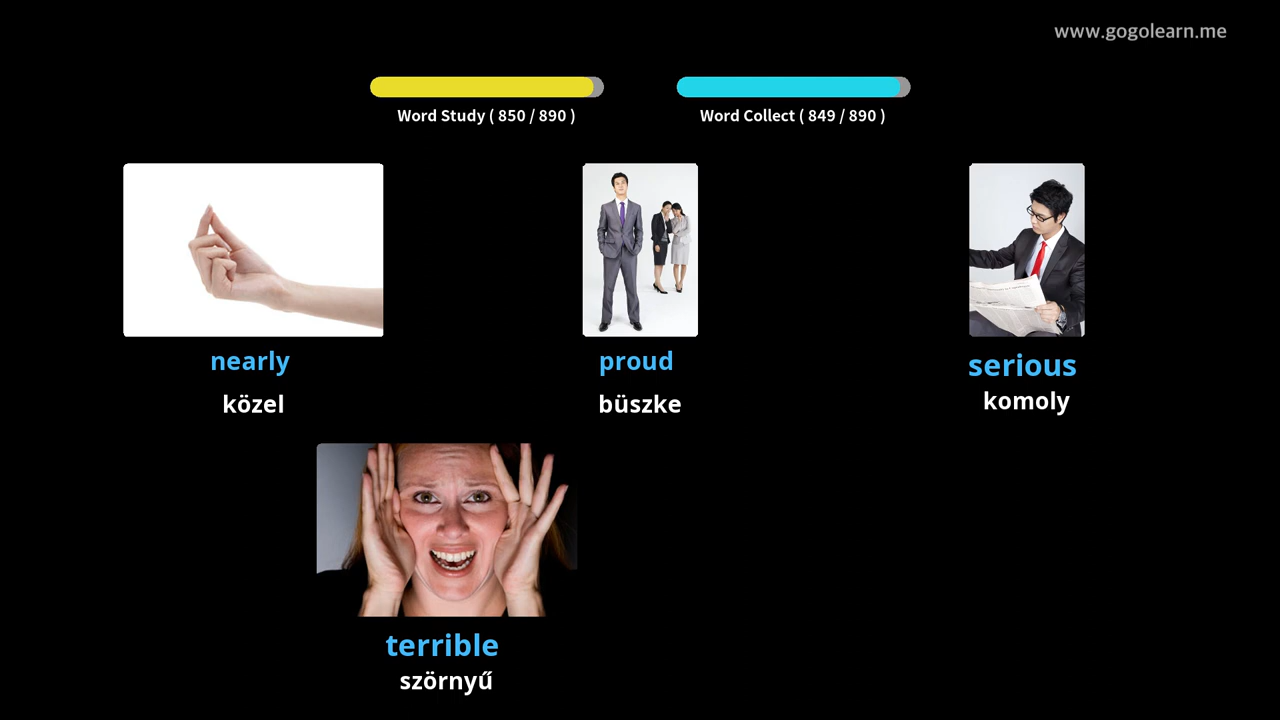 www.gogolearn.me
Word Study ( 850 / 890 )
Word Collect ( 849 / 890 )
nearly
közel
proud
büszke
serious
komoly
terrible
szörnyű